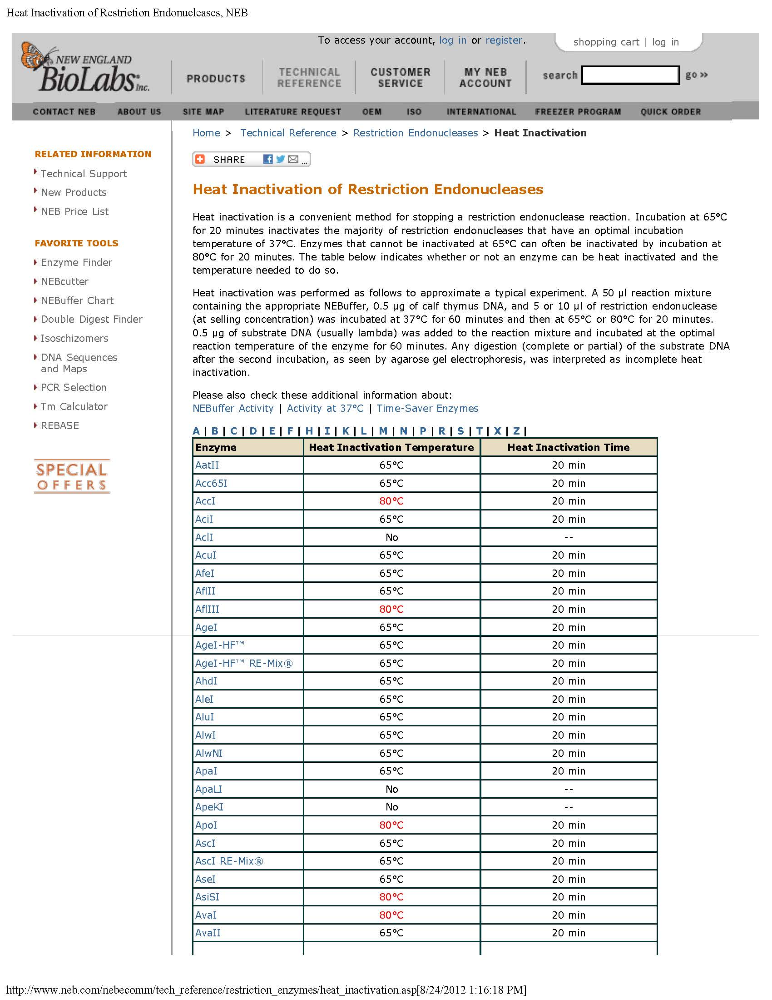 Heat Inactivation of Restriction Endonucleases, NEB
To access your account, log in or register.
shopping cart | log in
NEW ENGLAND
BioLabs Inc.
PRODUCTS
TECHNICAL
REFERENCE
CUSTOMER
SERVICE
MY NEB
ACCOUNT
search
go »
CONTACT NEB ABOUT US SITE MAP LITERATURE REQUEST OEM ISO INTERNATIONAL FREEZER PROGRAM QUICK ORDER
Home > Technical Reference > Restriction Endonucleases > Heat Inactivation
RELATED INFORMATION
Technical Support
New Products
NEB Price List
FAVORITE TOOLS
Enzyme Finder
NEBcutter
NEBuffer Chart
Double Digest Finder
Isoschizomers
DNA Sequences
and Maps
PCR Selection
Tm Calculator
REBASE
SPECIAL
OFFERS
SHARE ...
Heat Inactivation of Restriction Endonucleases
Heat inactivation is a convenient method for stopping a restriction endonuclease reaction. Incubation at 65°C
for 20 minutes inactivates the majority of restriction endonucleases that have an optimal incubation
temperature of 37°C. Enzymes that cannot be inactivated at 65°C can often be inactivated by incubation at
80°C for 20 minutes. The table below indicates whether or not an enzyme can be heat inactivated and the
temperature needed to do so.
Heat inactivation was performed as follows to approximate a typical experiment. A 50 µl reaction mixture
containing the appropriate NEBuffer, 0.5 µg of calf thymus DNA, and 5 or 10 µl of restriction endonuclease
(at selling concentration) was incubated at 37°C for 60 minutes and then at 65°C or 80°C for 20 minutes.
0.5 µg of substrate DNA (usually lambda) was added to the reaction mixture and incubated at the optimal
reaction temperature of the enzyme for 60 minutes. Any digestion (complete or partial) of the substrate DNA
after the second incubation, as seen by agarose gel electrophoresis, was interpreted as incomplete heat
inactivation.
Please also check these additional information about:
NEBuffer Activity | Activity at 37°C | Time-Saver Enzymes
A | B | C | D | E | F | H | I | K | L | M | N | P | R | S | T | X | Z |
Enzyme Heat Inactivation Temperature Heat Inactivation Time
AatII 65°C 20 min
Acc65I 65°C 20 min
AccI 80°C 20 min
AciI 65°C 20 min
AclI No --
AcuI 65°C 20 min
AfeI 65°C 20 min
AflII 65°C 20 min
AflIII 80°C 20 min
AgeI 65°C 20 min
AgeI-HF™ 65°C 20 min
AgeI-HF™ RE-Mix® 65°C 20 min
AhdI 65°C 20 min
AleI 65°C 20 min
AluI 65°C 20 min
AlwI 65°C 20 min
AlwNI 65°C 20 min
ApaI 65°C 20 min
ApaLI No --
ApeKI No --
ApoI 80°C 20 min
AscI 65°C 20 min
AscI RE-Mix® 65°C 20 min
AseI 65°C 20 min
AsiSI 80°C 20 min
AvaI 80°C 20 min
AvaII 65°C 20 min
http://www.neb.com/nebecomm/tech_reference/restriction_enzymes/heat_inactivation.asp[8/24/2012 1:16:18 PM]